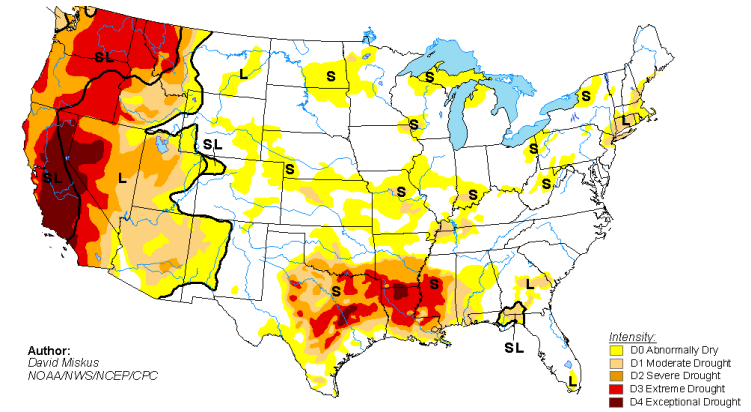 L
SL
L
S
S
S
S
L
S
SL
S
SL
L
S
S
S
S
S
S
L
SL
L
Author:
David Miskus
NOAA/NWS/NCEP/CPC
Intensity:
D0 Abnormally Dry
D1 Moderate Drought
D2 Severe Drought
D3 Extreme Drought
D4 Exceptional Drought